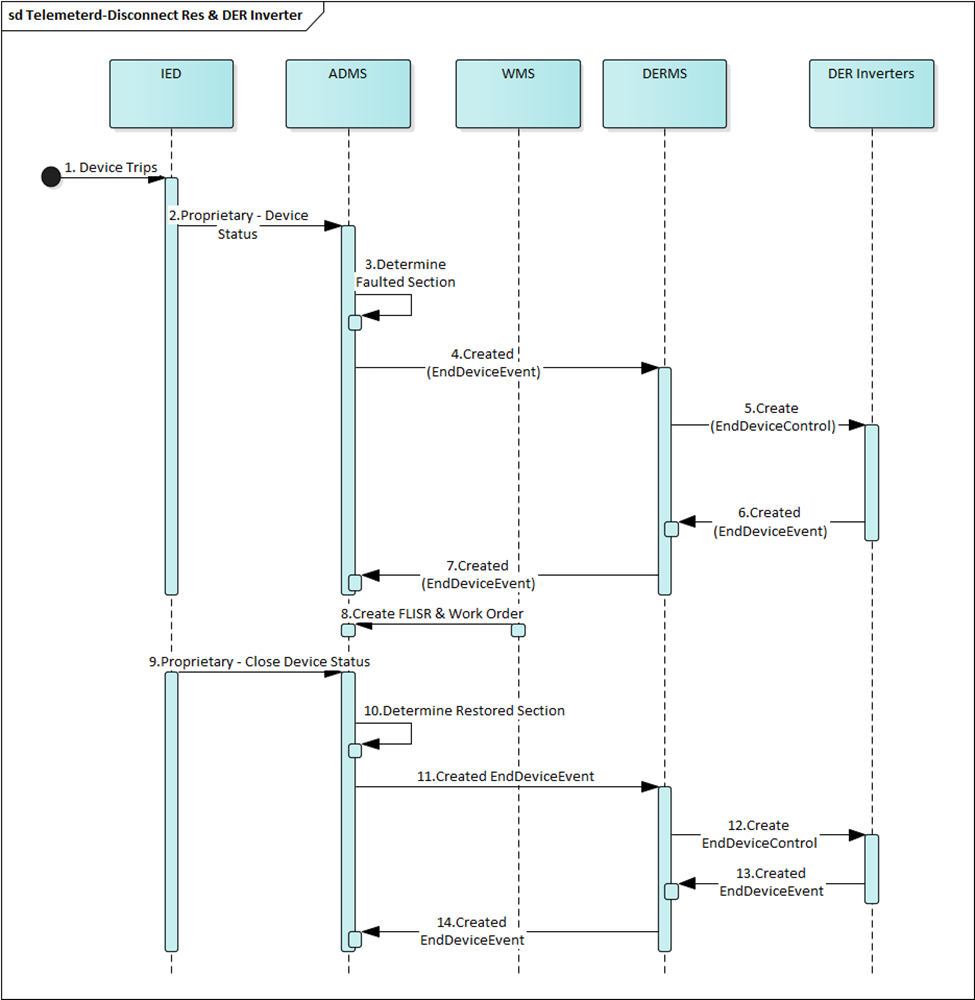 sd Telemeterd-Disconnect Res & DER Inverter
IED
ADMS
WMS
DERMS
DER Inverters
1. Device Trips
2.Proprietary - Device
Status
3.Determine
Faulted Section
4.Created
(EndDeviceEvent)
5.Create
(EndDeviceControl)
6.Created
(EndDeviceEvent)
7.Created
(EndDeviceEvent)
8.Create FLISR & Work Order
9.Proprietary - Close Device Status
10.Determine Restored Section
11.Created EndDeviceEvent
12.Create
EndDeviceControl
13.Created
EndDeviceEvent
14.Created
EndDeviceEvent